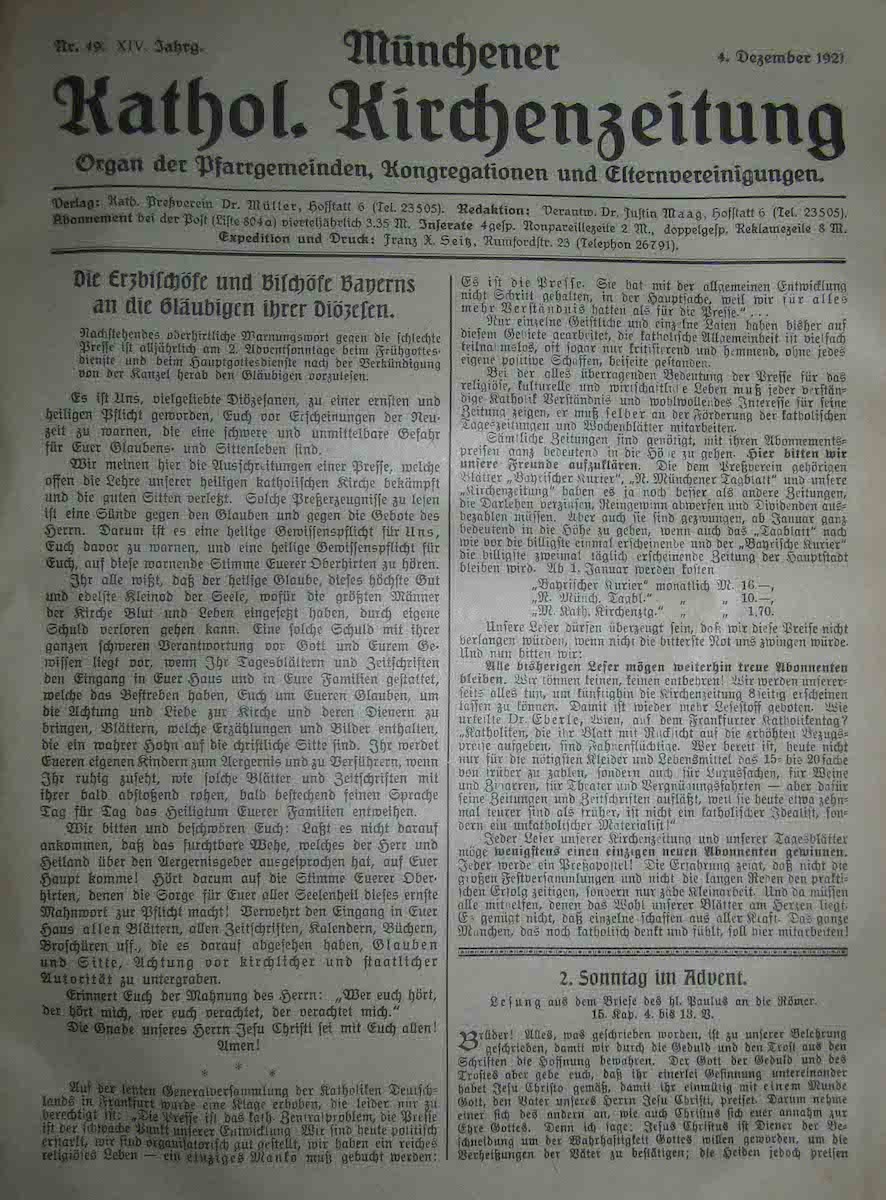 Nr. 49. XIV. Jahrg.
Münchener
4. Dezember 1921
Kathol. Kirchenzeitung
Organ der Pfarrgemeinden, Kongregationen und Elternvereinigungen.
Verlag: Kath. Preßverein Dr. Müller, Hofstatt 6 (Tel. 23505). Redaktion: Verantw. Dr. Justin Maag, Hofstatt 6 (Tel. 23505).
Abonnement bei der Post (Liste 804a) vierteljährlich 3.35 M. Inserate 4gesp. Nonpareillezeile 2 M., doppelgesp. Reklamezeile 8 M.
Expedition und Druck: Franz X. Seitz, Rumfordstr. 23 (Telephon 26791).
Die Erzbischöfe und Bischöfe Bayerns
an die Gläubigen ihrer Diözesen.
Nachstehendes oberhirtliche Warnungswort gegen die schlechte
Presse ist alljährlich am 2. Adventsonntage beim Frühgottes-
dienste und beim Hauptgottesdienste nach der Verkündigung
von der Kanzel herab den Gläubigen vorzulesen.
Es ist Uns, vielgeliebte Diözesanen, zu einer ernsten und
heiligen Pflicht geworden, Euch vor Erscheinungen der Neu-
zeit zu warnen, die eine schwere und unmittelbare Gefahr
für Euer Glaubens- und Sittenleben sind.
Wir meinen hier die Ausschreitungen einer Presse, welche
offen die Lehre unserer heiligen katholischen Kirche bekämpft
und die guten Sitten verletzt. Solche Preßerzeugnisse zu lesen
ist eine Sünde gegen den Glauben und gegen die Gebote des
Herrn. Darum ist es eine heilige Gewissenspflicht für Uns,
Euch davor zu warnen, und eine heilige Gewissenspflicht für
Euch, auf diese warnende Stimme Euerer Oberhirten zu hören.
Ihr alle wißt, daß der heilige Glaube, dieses höchste Gut
und edelste Kleinod der Seele, wofür die größten Männer
der Kirche Blut und Leben eingesetzt haben, durch eigene
Schuld verloren gehen kann. Eine solche Schuld mit ihrer
ganzen schweren Verantwortung vor Gott und Eurem Ge-
wissen liegt vor, wenn Ihr Tagesblättern und Zeitschriften
den Eingang in Euer Haus und in Eure Familien gestattet,
welche das Bestreben haben, Euch um Eueren Glauben, um
die Achtung und Liebe zur Kirche und deren Dienern zu
bringen, Blättern, welche Erzählungen und Bilder enthalten,
die ein wahrer Hohn auf die christliche Sitte sind. Ihr werdet
Eueren eigenen Kindern zum Aergernis und zu Verführern, wenn
Ihr ruhig zuseht, wie solche Blätter und Zeitschriften mit
ihrer bald abstoßend rohen, bald bestechend feinen Sprache
Tag für Tag das Heiligtum Euerer Familien entweihen.
Wir bitten und beschwören Euch: Laßt es nicht darauf
ankommen, daß das furchtbare Wehe, welches der Herr und
Heiland über den Aergernisgeber ausgesprochen hat, auf Euer
Haupt komme! Hört darum auf die Stimme Euerer Ober-
hirten, denen die Sorge für Euer aller Seelenheil dieses ernste
Mahnwort zur Pflicht macht! Verwehrt den Eingang in Euer
Haus allen Blättern, allen Zeitschriften, Kalendern, Büchern,
Broschüren usf., die es darauf abgesehen haben, Glauben
und Sitte, Achtung vor kirchlicher und staatlicher
Autorität zu untergraben.
Erinnert Euch der Mahnung des Herrn: „Wer euch hört,
der hört mich, wer euch verachtet, der verachtet mich.“
Die Gnade unseres Herrn Jesu Christi sei mit Euch allen!
Amen!
* * *
Auf der letzten Generalversammlung der Katholiken Deutsch-
lands in Frankfurt wurde eine Klage erhoben, die leider nur zu
berechtigt ist: „Die Presse ist das kath. Zentralproblem, die Presse
ist der schwache Punkt unserer Entwicklung. Wir sind heute politisch
erstarkt, wir sind organisatorisch gut gestellt, wir haben ein reiches
religiöses Leben — ein einziges Manko muß gebucht werden:
Es ist die Presse. Sie hat mit der allgemeinen Entwicklung
nicht Schritt gehalten, in der Hauptsache, weil wir für alles
mehr Verständnis hatten als für die Presse.“ ...
Nur einzelne Geistliche und einzelne Laien haben bisher auf
diesem Gebiete gearbeitet, die katholische Allgemeinheit ist vielfach
teilnahmslos, oft sogar nur kritisierend und hemmend, ohne jedes
eigene positive Schaffen, beiseite gestanden.
Bei der alles überragenden Bedeutung der Presse für das
religiöse, kulturelle und wirtschaftliche Leben muß jeder verstän-
dige Katholik Verständnis und wohlwollendes Interesse für seine
Zeitung zeigen, er muß selber an der Förderung der katholischen
Tageszeitungen und Wochenblätter mitarbeiten.
Sämtliche Zeitungen sind genötigt, mit ihren Abonnements-
preisen ganz bedeutend in die Höhe zu gehen. Hier bitten wir
unsere Freunde aufzuklären. Die dem Preßverein gehörigen
Blätter „Bayrischer Kurier“, „N. Münchner Tagblatt“ und unsere
„Kirchenzeitung“ haben es ja noch besser als andere Zeitungen,
die Darlehen verzinsen, Reingewinn abwerfen und Dividenden aus-
bezahlen müssen. Aber auch sie sind gezwungen, ab Januar ganz
bedeutend in die Höhe zu gehen, wenn auch das „Tagblatt“ nach
wie vor die billigste einmal erscheinende und der „Bayrische Kurier“
die billigste zweimal täglich erscheinende Zeitung der Hauptstadt
bleiben wird. Ab 1. Januar werden kosten
„Bayrischer Kurier“ monatlich M. 16.—,
„N. Münch. Tagbl.“ „ „ 10.—,
„M. Kath. Kirchenztg.“ „ „ 1,70.
Unsere Leser dürfen überzeugt sein, daß wir diese Preise nicht
verlangen würden, wenn nicht die bitterste Not uns zwingen würde.
Und nun bitten wir:
Alle bisherigen Leser mögen weiterhin treue Abonnenten
bleiben. Wir können keinen, keinen entbehren! Wir werden unserer-
seits alles tun, um künftighin die Kirchenzeitung 8seitig erscheinen
lassen zu können. Damit ist wieder mehr Lesestoff geboten. Wie
urteilte Dr. Eberle, Wien, auf dem Frankfurter Katholikentag?
„Katholiken, die ihr Blatt mit Rücksicht auf die erhöhten Bezugs-
preise aufgeben, sind Fahnenflüchtige. Wer bereit ist, heute nicht
nur für die nötigsten Kleider und Lebensmittel das 15= bis 20fache
von früher zu zahlen, sondern auch für Luxussachen, für Weine
und Zigarren, für Theater und Vergnügungsfahrten — aber dafür
seine Zeitungen und Zeitschriften aufläßt, weil sie heute etwa zehn-
mal teurer sind als früher, ist nicht ein katholischer Idealist, son-
dern ein unkatholischer Materialist!“
Jeder Leser unserer Kirchenzeitung und unserer Tagesblätter
möge wenigstens einen einzigen neuen Abonnenten gewinnen.
Jeder werde ein Preßapostel! Die Erfahrung zeigt, daß nicht die
großen Festversammlungen und nicht die langen Reden den prakti-
schen Erfolg zeitigen, sondern nur zähe Kleinarbeit. Und da müssen
alle mithelfen, denen das Wohl unserer Blätter am Herzen liegt.
Es genügt nicht, daß einzelne schaffen aus aller Kraft. Das ganze
München, das noch katholisch denkt und fühlt, soll hier mitarbeiten!
2. Sonntag im Advent.
Lesung aus dem Briefe des hl. Paulus an die Römer.
15. Kap. 4. bis 13. V.
Brüder! Alles, was geschrieben worden, ist zu unserer Belehrung
geschrieben, damit wir durch die Geduld und den Trost aus den
Schriften die Hoffnung bewahren. Der Gott der Geduld und des
Trostes aber gebe euch, daß ihr einerlei Gesinnung untereinander
habet Jesu Christo gemäß, damit ihr einmütig mit einem Munde
Gott, den Vater unseres Herrn Jesu Christi, preiset. Darum nehme
einer sich des andern an, wie auch Christus sich euer annahm zur
Ehre Gottes. Denn ich sage: Jesus Christus ist Diener der Be-
schneidung um der Wahrhaftigkeit Gottes willen geworden, um die
Verheißungen der Väter zu bestätigen; die Heiden jedoch preisen